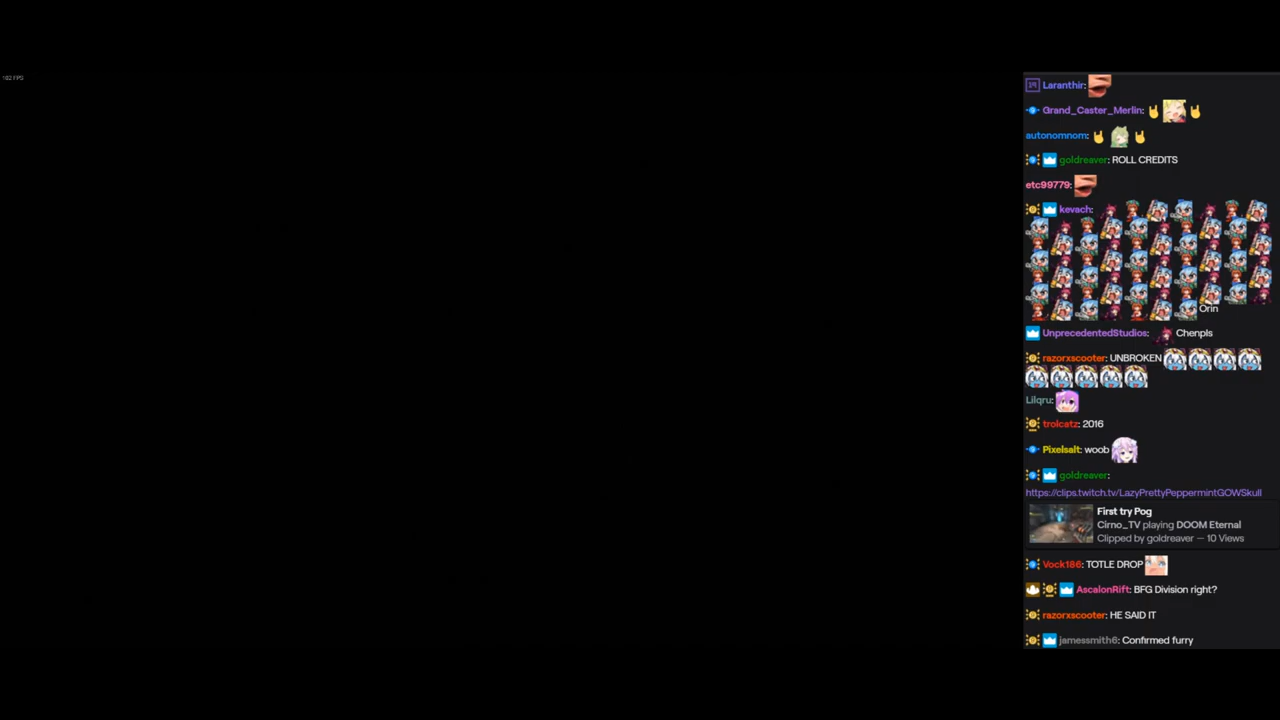 102 FPS
Laranthir:
Grand_Caster_Merlin:
autonomnom:
goldreaver: ROLL CREDITS
etc99779:
kevach:
Orin
UnprecedentedStudios: Chenpls
razorxscooter: UNBROKEN
Lilqru:
trolcatz: 2016
Pixelsalt: woob
goldreaver:
https://clips.twitch.tv/LazyPrettyPeppermintGOWSkull
First try Pog
Cirno_TV playing DOOM Eternal
Clipped by goldreaver — 10 Views
Vock186: TOTLE DROP
AscalonRift: BFG Division right?
razorxscooter: HE SAID IT
jamessmith6: Confirmed furry